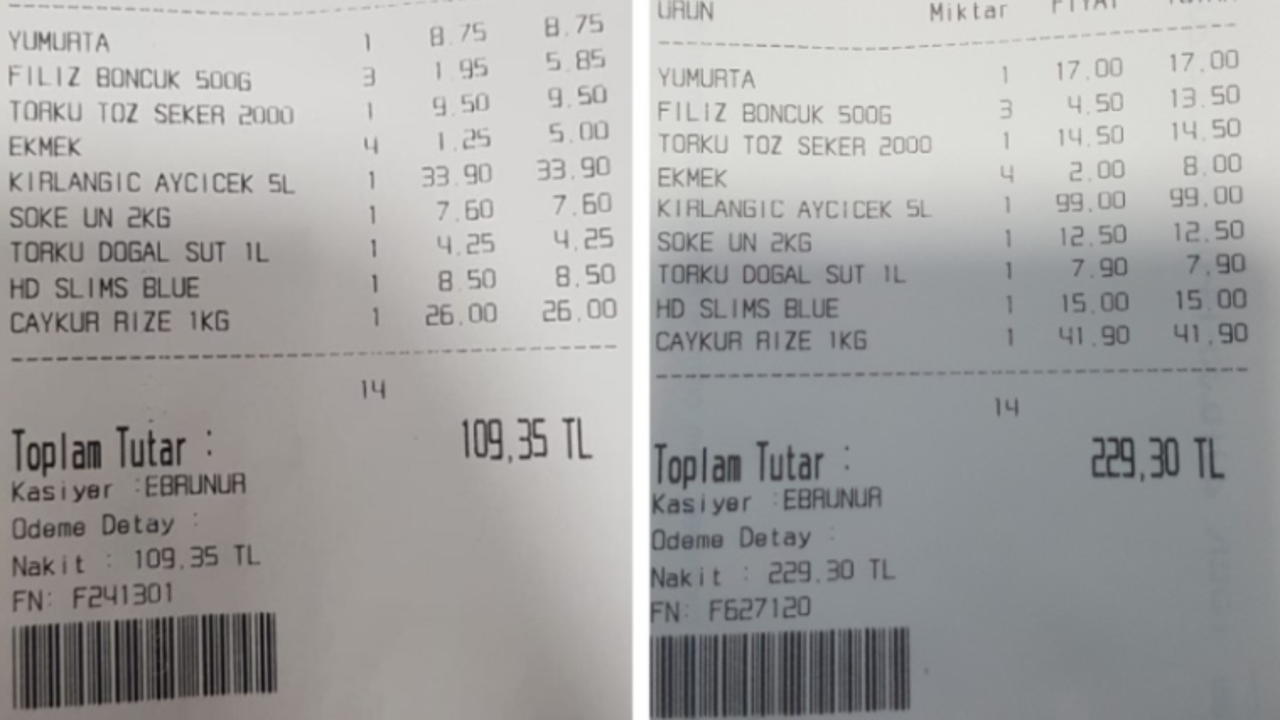 YUMURTA 1 8.75 8.75
FILIZ BONCUK 500G 3 1.95 5.85
TORKU TOZ SEKER 2000 1 9.50 9.50
EKMEK 4 1.25 5.00
KIRLANGIC AYCICEK 5L 1 33.90 33.90
SOKE UN 2KG 1 7.60 7.60
TORKU DOGAL SUT 1L 1 4.25 4.25
HD SLIMS BLUE 1 8.50 8.50
CAYKUR RIZE 1KG 1 26.00 26.00
14
Toplam Tutar : 109,35 TL
Kasiyer :EBRUNUR
Odeme Detay :
Nakit : 109.35 TL
FN: F241301
URUN Miktar FIYAT
YUMURTA 1 17.00 17.00
FILIZ BONCUK 500G 3 4.50 13.50
TORKU TOZ SEKER 2000 1 14.50 14.50
EKMEK 4 2.00 8.00
KIRLANGIC AYCICEK 5L 1 99.00 99.00
SOKE UN 2KG 1 12.50 12.50
TORKU DOGAL SUT 1L 1 7.90 7.90
HD SLIMS BLUE 1 15.00 15.00
CAYKUR RIZE 1KG 1 41.90 41.90
14
Toplam Tutar : 229,30 TL
Kasiyer :EBRUNUR
Odeme Detay :
Nakit : 229.30 TL
FN: F627120